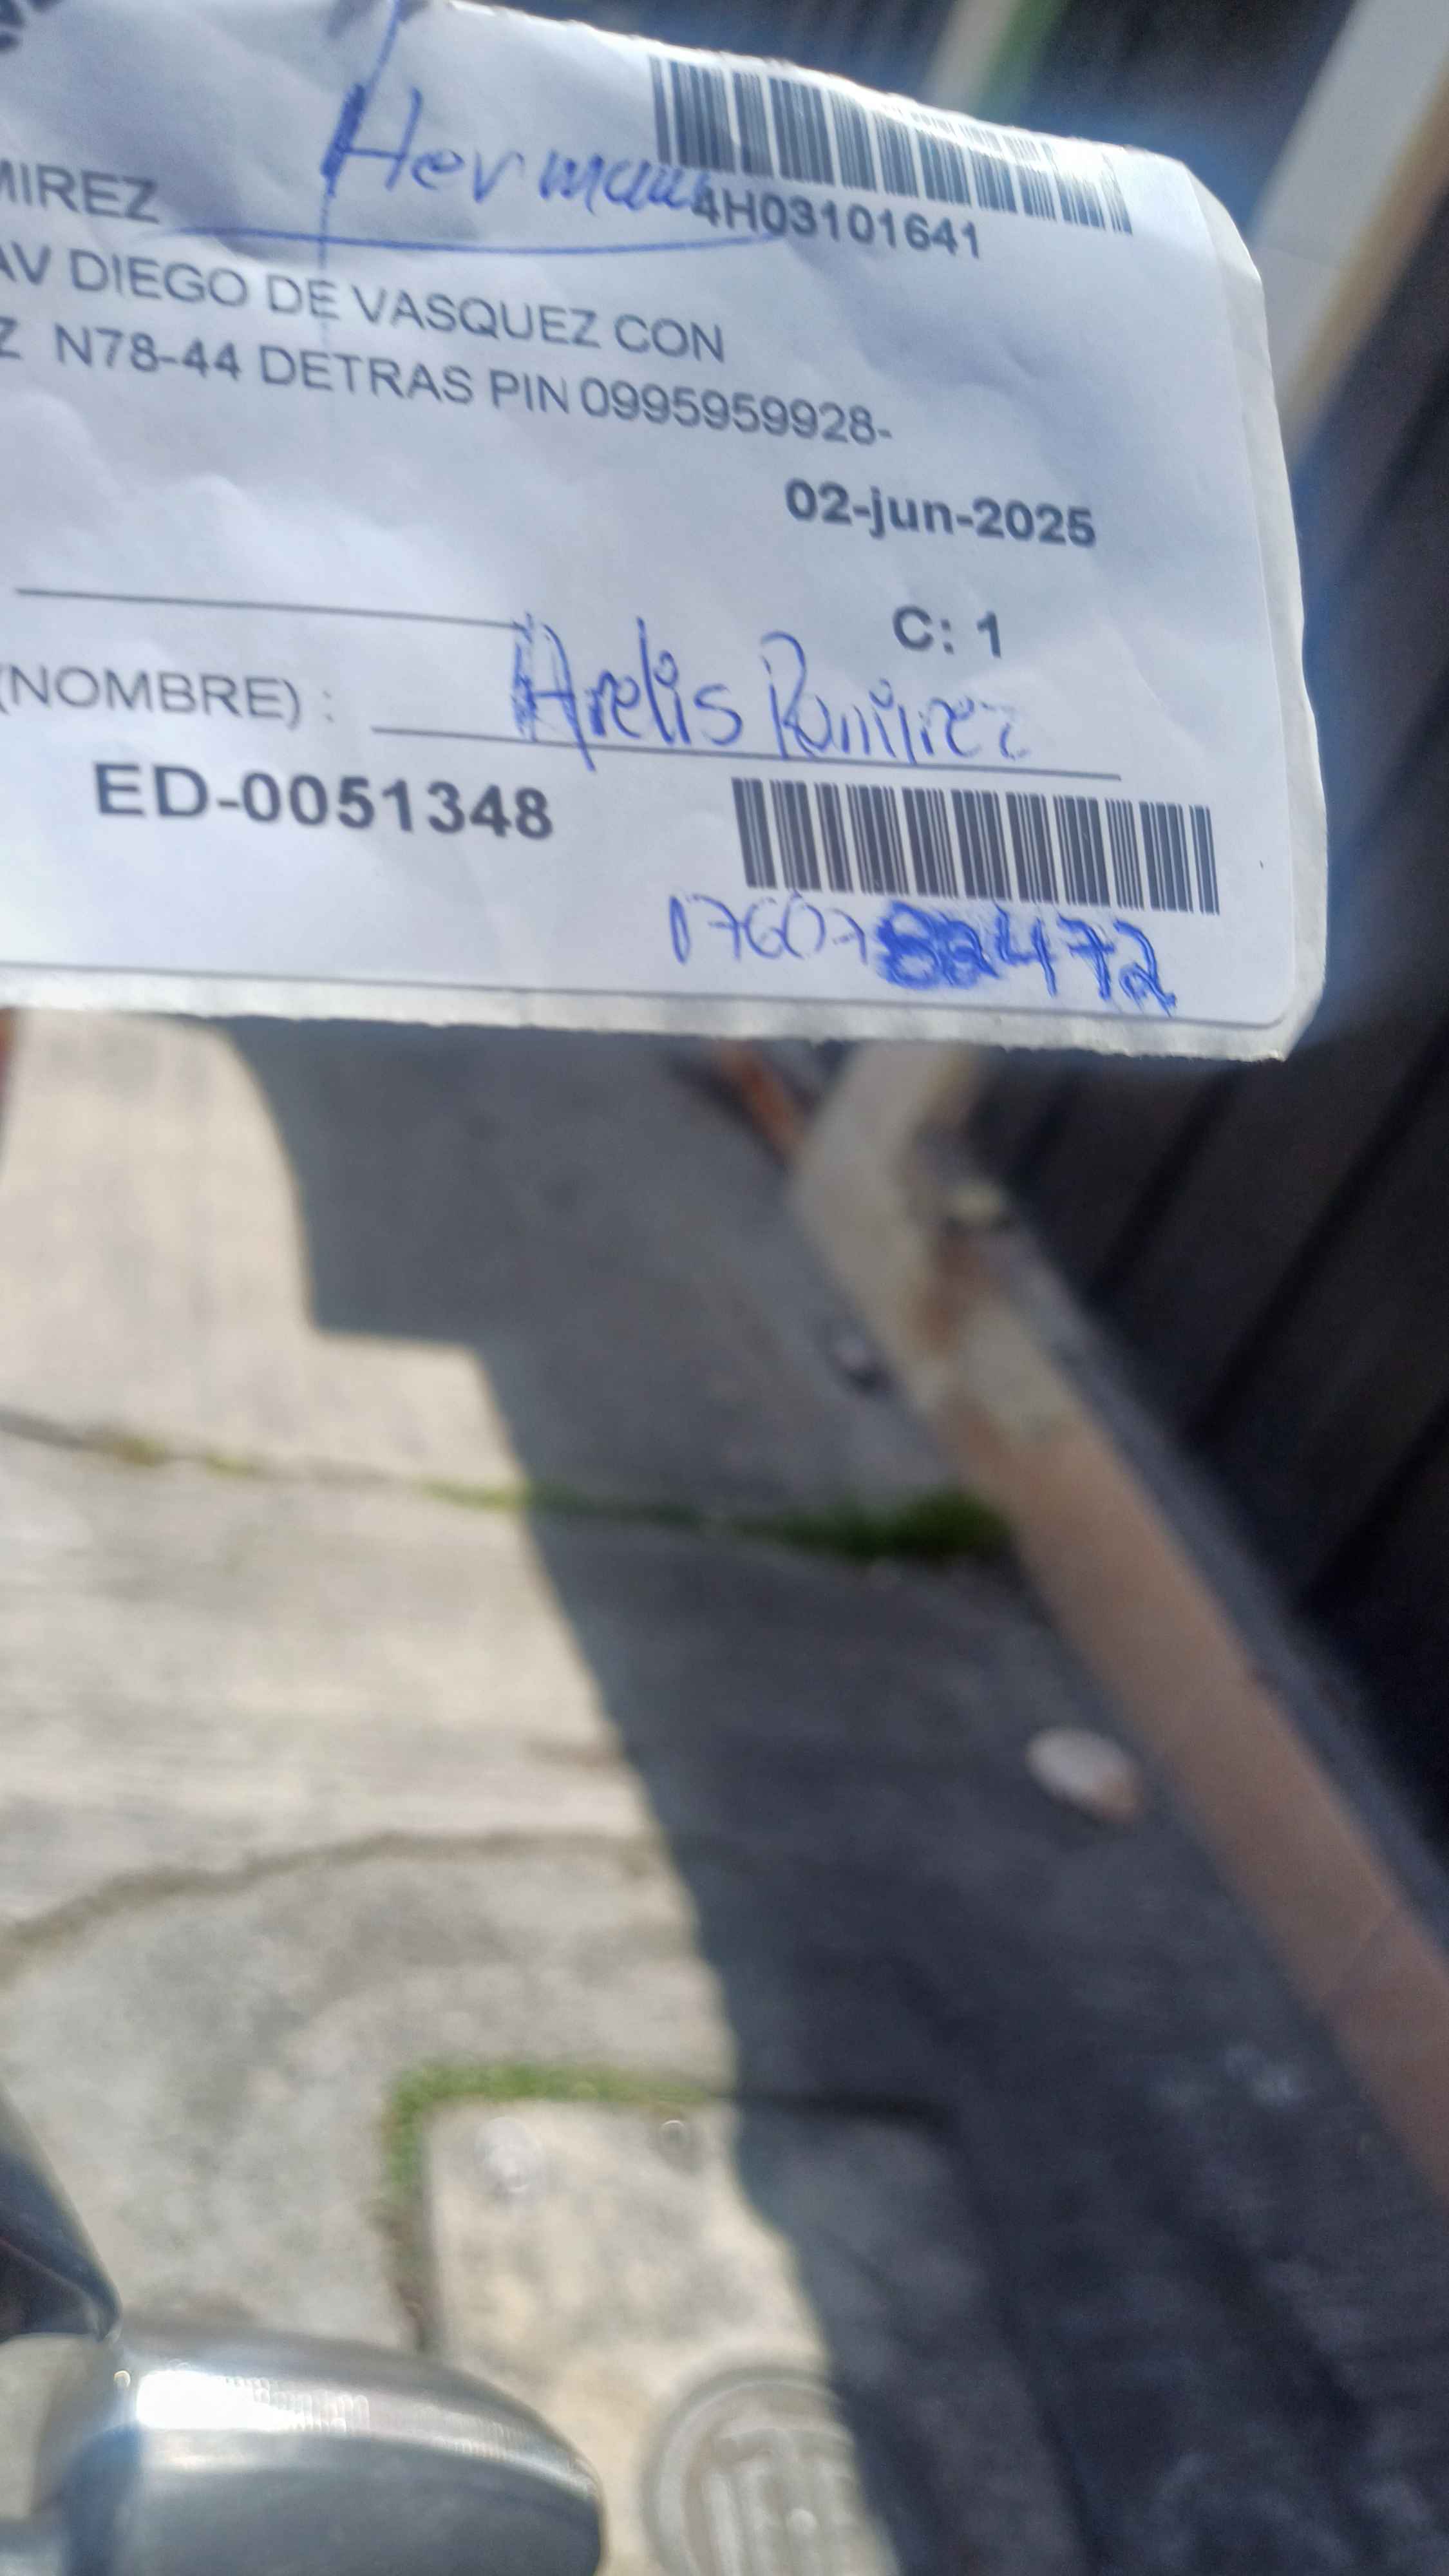 Hermana
4H03101641
MIREZ
AV DIEGO DE VASQUEZ CON
Z N78-44 DETRAS PIN 0995959928-
02-jun-2025
C: 1
(NOMBRE) : Arelis Ramirez
ED-0051348